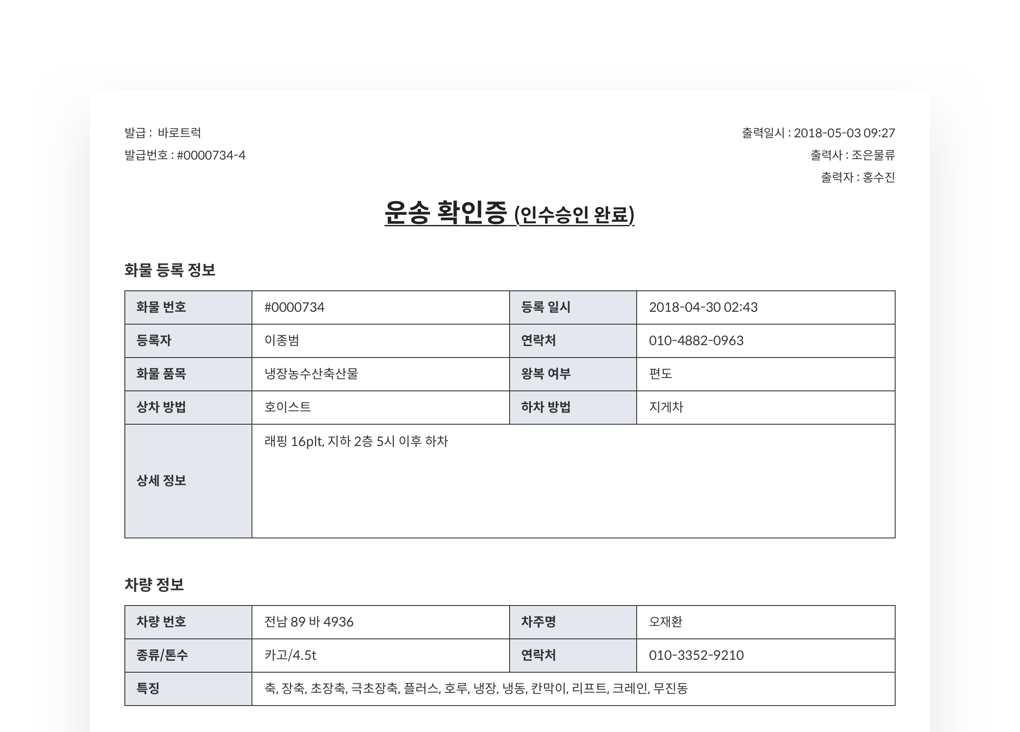 발급 : 바로트럭
출력일시 : 2018-05-03 09:27
발급번호 : #0000734-4
출력사 : 조은물류
출력자 : 홍수진
운송 확인증 (인수승인 완료)
화물 등록 정보
화물 번호 #0000734 등록 일시 2018-04-30 02:43
등록자 이종범 연락처 010-4882-0963
화물 품목 냉장농수산축산물 왕복 여부 편도
상차 방법 호이스트 하차 방법 지게차
상세 정보 래핑 16plt, 지하 2층 5시 이후 하차
차량 정보
차량 번호 전남 89 바 4936 차주명 오재환
종류/톤수 카고/4.5t 연락처 010-3352-9210
특징 축, 장축, 초장축, 극초장축, 플러스, 호루, 냉장, 냉동, 칸막이, 리프트, 크레인, 무진동